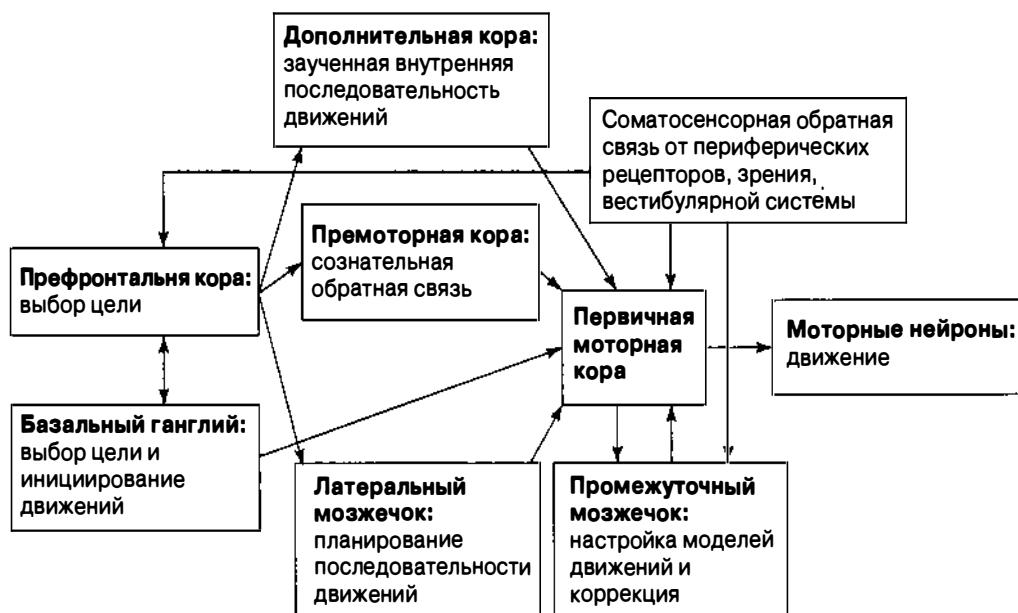 Дополнительная кора:
заученная внутренняя
последовательность
движений
Соматосенсорная обратная
связь от периферических
рецепторов, зрения,
вестибулярной системы
Премоторная кора:
сознательная
обратная связь
Префронтальня кора:
выбор цели
Первичная
моторная
кора
Моторные нейроны:
движение
Базальный ганглий:
выбор цели и
инициирование
движений
Латеральный
мозжечок:
планирование
последовательности
движений
Промежуточный
мозжечок:
настройка моделей
движений и
коррекция